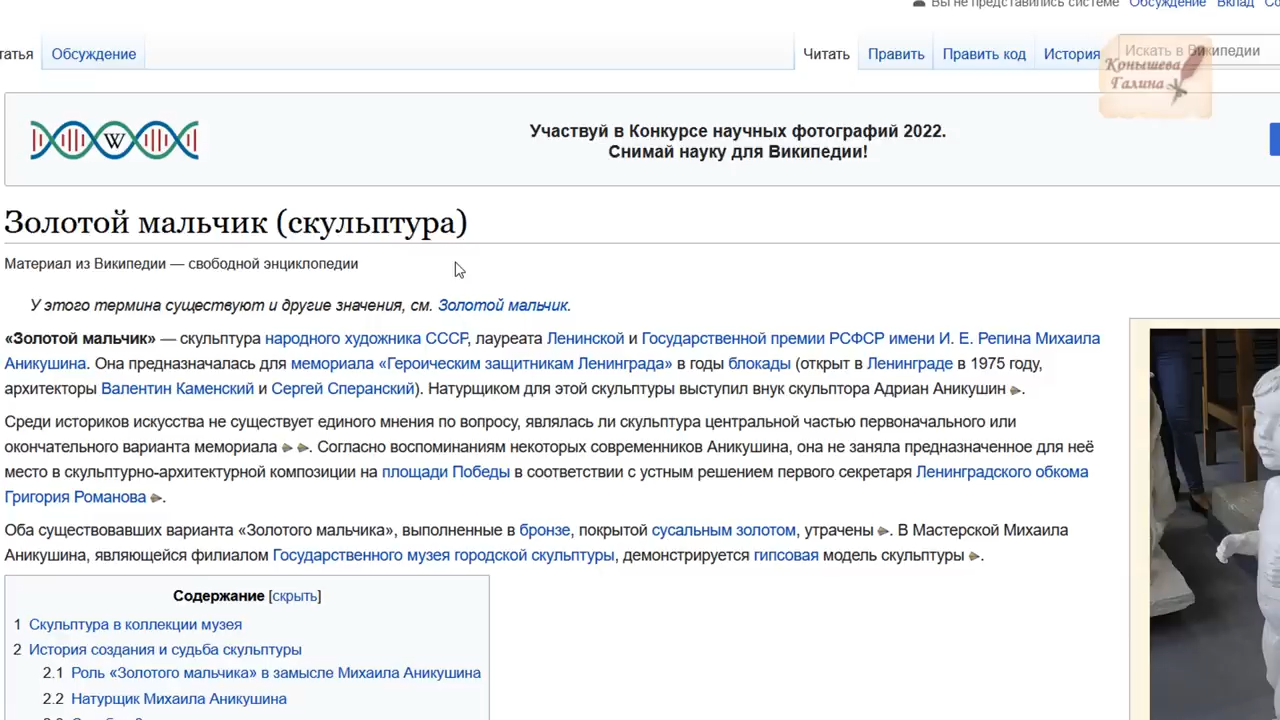 Вы не представились системе Обсуждение Вклад
Обсуждение Читать Править Править код История Искать в Википедии
Конышева
Галина
W
Участвуй в Конкурсе научных фотографий 2022.
Снимай науку для Википедии!
Золотой мальчик (скульптура)
Материал из Википедии — свободной энциклопедии
У этого термина существуют и другие значения, см. Золотой мальчик.
«Золотой мальчик» — скульптура народного художника СССР, лауреата Ленинской и Государственной премии РСФСР имени И. Е. Репина Михаила
Аникушина. Она предназначалась для мемориала «Героическим защитникам Ленинграда» в годы блокады (открыт в Ленинграде в 1975 году,
архитекторы Валентин Каменский и Сергей Сперанский). Натурщиком для этой скульптуры выступил внук скульптора Адриан Аникушин.
Среди историков искусства не существует единого мнения по вопросу, являлась ли скульптура центральной частью первоначального или
окончательного варианта мемориала. Согласно воспоминаниям некоторых современников Аникушина, она не заняла предназначенное для неё
место в скульптурно-архитектурной композиции на площади Победы в соответствии с устным решением первого секретаря Ленинградского обкома
Григория Романова.
Оба существовавших варианта «Золотого мальчика», выполненные в бронзе, покрытой сусальным золотом, утрачены. В Мастерской Михаила
Аникушина, являющейся филиалом Государственного музея городской скульптуры, демонстрируется гипсовая модель скульптуры.
Содержание [скрыть]
1 Скульптура в коллекции музея
2 История создания и судьба скульптуры
2.1 Роль «Золотого мальчика» в замысле Михаила Аникушина
2.2 Натурщик Михаила Аникушина